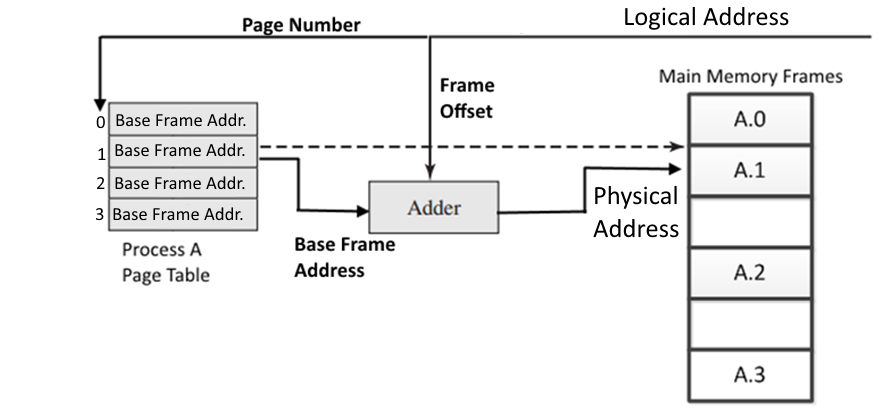 Page Number
Logical Address
Frame
Offset
Main Memory Frames
0 Base Frame Addr.
1 Base Frame Addr.
2 Base Frame Addr.
3 Base Frame Addr.
Process A
Page Table
Base Frame
Address
Adder
Physical
Address
A.0
A.1
A.2
A.3